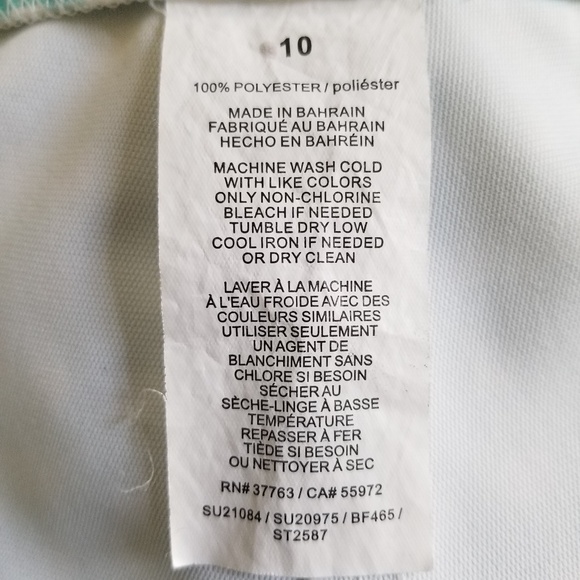 10
100% POLYESTER / poliéster
MADE IN BAHRAIN
FABRIQUÉ AU BAHRAIN
HECHO EN BAHRÉIN
MACHINE WASH COLD
WITH LIKE COLORS
ONLY NON-CHLORINE
BLEACH IF NEEDED
TUMBLE DRY LOW
COOL IRON IF NEEDED
OR DRY CLEAN
LAVER À LA MACHINE
À L'EAU FROIDE AVEC DES
COULEURS SIMILAIRES
UTILISER SEULEMENT
UN AGENT DE
BLANCHIMENT SANS
CHLORE SI BESOIN
SÉCHER AU
SÈCHE-LINGE À BASSE
TEMPÉRATURE
REPASSER À FER
TIÈDE SI BESOIN
OU NETTOYER À SEC
RN# 37763 / CA# 55972
SU21084 / SU20975 / BF465 /
ST2587